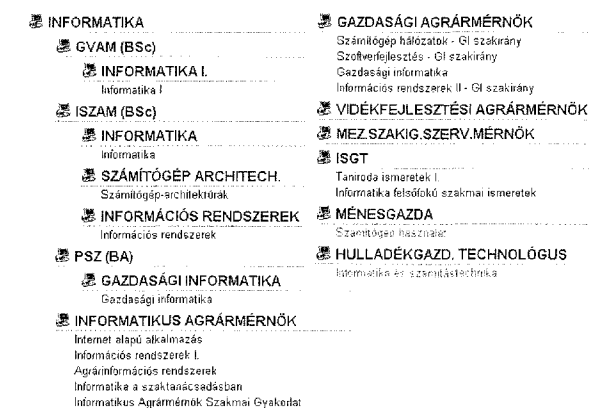 INFORMATIKA
GVAM (BSc)
INFORMATIKA I.
Informatika I
ISZAM (BSc)
INFORMATIKA
Informatika
SZÁMÍTÓGÉP ARCHITECH.
Számítógép-architektúrák
INFORMÁCIÓS RENDSZEREK
Információs rendszerek
PSZ (BA)
GAZDASÁGI INFORMATIKA
Gazdasági informatika
INFORMATIKUS AGRÁRMÉRNÖK
Internet alapú alkalmazás
Információs rendszerek I.
Agrárinformációs rendszerek
Informatika a szaktanácsadásban
Informatikus Agrármérnök Szakmai Gyakorlat
GAZDASÁGI AGRÁRMÉRNÖK
Számítógép hálózatok - GI szakirány
Szoftverfejlesztés - GI szakirány
Gazdasági informatika
Információs rendszerek II - GI szakirány
VIDÉKFEJLESZTÉSI AGRÁRMÉRNÖK
MEZ.SZAKIG.SZERV.MÉRNÖK
ISGT
Taniroda ismeretek I.
Informatika felsőfokú szakmai ismeretek
MÉNESGAZDA
Számítógép használat
HULLADÉKGAZD. TECHNOLÓGUS
Informatika és számítástechnika